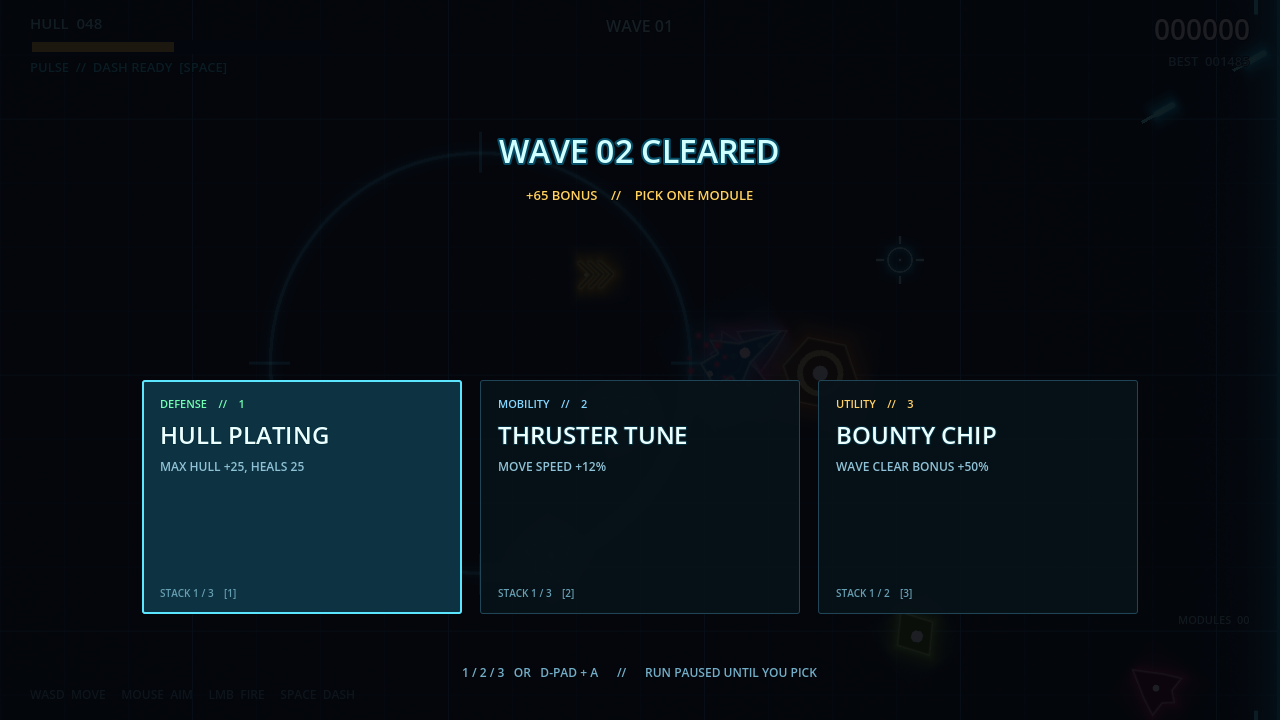 HULL 048
WAVE 01
000000
PULSE // DASH READY [SPACE]
WAVE 02 CLEARED
+65 BONUS // PICK ONE MODULE
DEFENSE // 1
HULL PLATING
MAX HULL +25, HEALS 25
STACK 1 / 3 [1]
MOBILITY // 2
THRUSTER TUNE
MOVE SPEED +12%
STACK 1 / 3 [2]
UTILITY // 3
BOUNTY CHIP
WAVE CLEAR BONUS +50%
STACK 1 / 2 [3]
MODULES 00
1 / 2 / 3 OR D-PAD + A // RUN PAUSED UNTIL YOU PICK
WASD MOVE MOUSE AIM LMB FIRE SPACE DASH
BEST